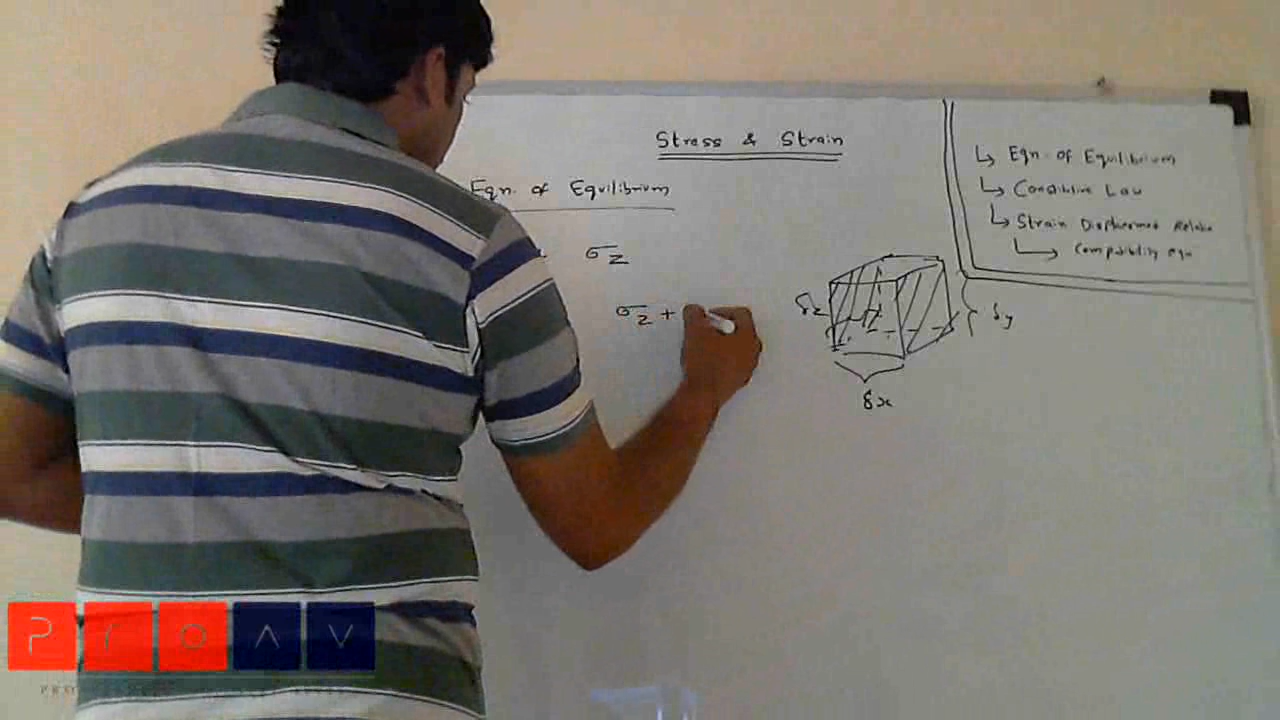 Stress & Strain
Eqn. of Equilibrium
σz
σz +
↳ Eqn. of Equilibrium
↳ Constitutive Law
↳ Strain Displacement Relation
↳ Compatibility eqn
δz
δy
δx
P r O A V